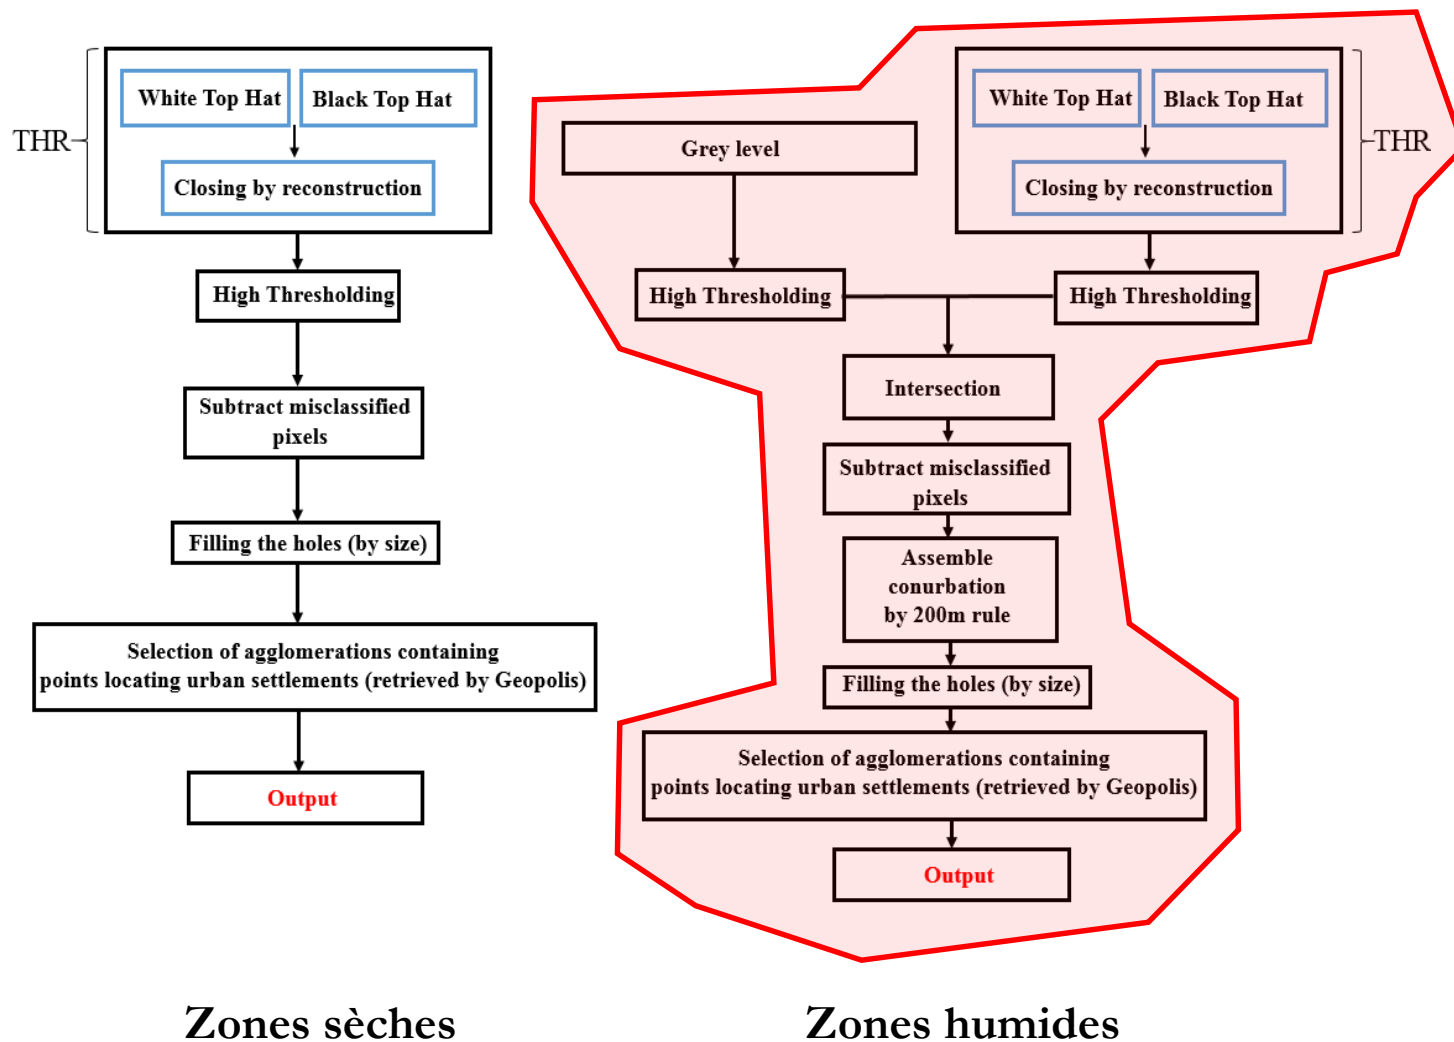 THR
White Top Hat
Black Top Hat
Closing by reconstruction
High Thresholding
Subtract misclassified
pixels
Filling the holes (by size)
Selection of agglomerations containing
points locating urban settlements (retrieved by Geopolis)
Output
Zones sèches
Grey level
White Top Hat
Black Top Hat
Closing by reconstruction
THR
High Thresholding
High Thresholding
Intersection
Subtract misclassified
pixels
Assemble
conurbation
by 200m rule
Filling the holes (by size)
Selection of agglomerations containing
points locating urban settlements (retrieved by Geopolis)
Output
Zones humides